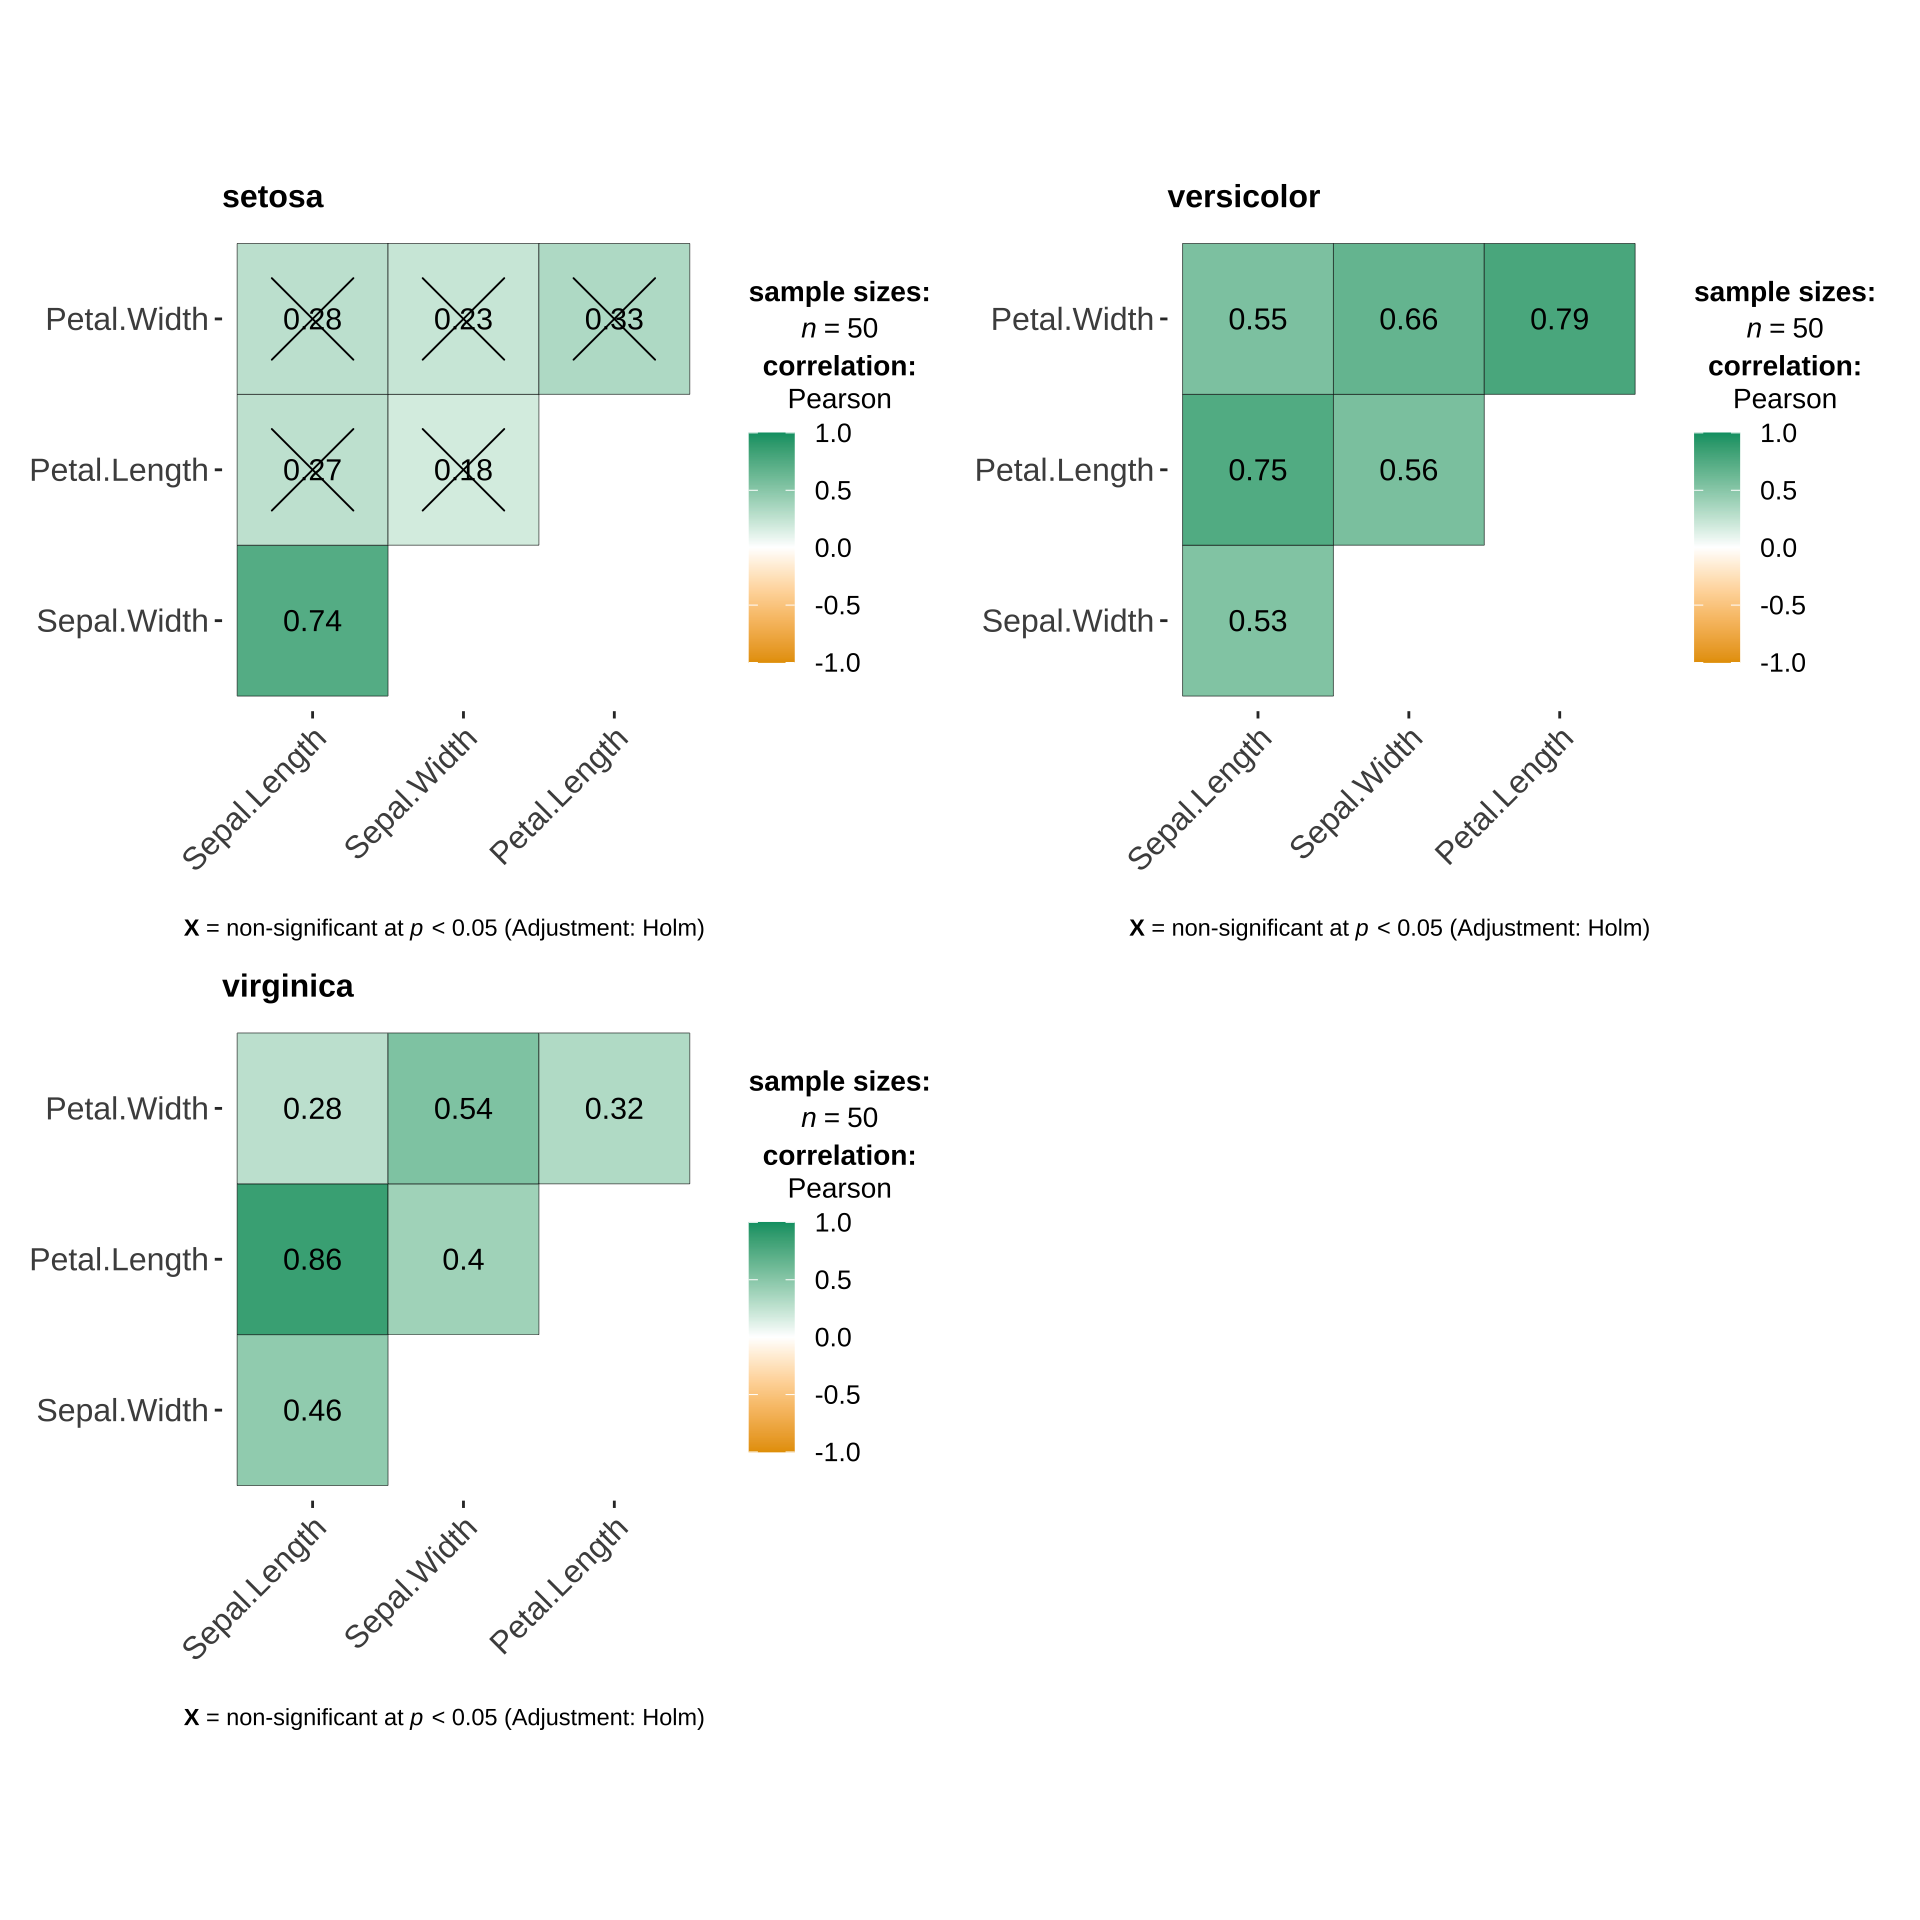 setosa
Petal.Width 0.28 0.23 0.33
Petal.Length 0.27 0.18
Sepal.Width 0.74
Sepal.Length Sepal.Width Petal.Length
sample sizes:
n = 50
correlation:
Pearson
1.0
0.5
0.0
-0.5
-1.0
X = non-significant at p < 0.05 (Adjustment: Holm)
versicolor
Petal.Width 0.55 0.66 0.79
Petal.Length 0.75 0.56
Sepal.Width 0.53
Sepal.Length Sepal.Width Petal.Length
sample sizes:
n = 50
correlation:
Pearson
1.0
0.5
0.0
-0.5
-1.0
X = non-significant at p < 0.05 (Adjustment: Holm)
virginica
Petal.Width 0.28 0.54 0.32
Petal.Length 0.86 0.4
Sepal.Width 0.46
Sepal.Length Sepal.Width Petal.Length
sample sizes:
n = 50
correlation:
Pearson
1.0
0.5
0.0
-0.5
-1.0
X = non-significant at p < 0.05 (Adjustment: Holm)